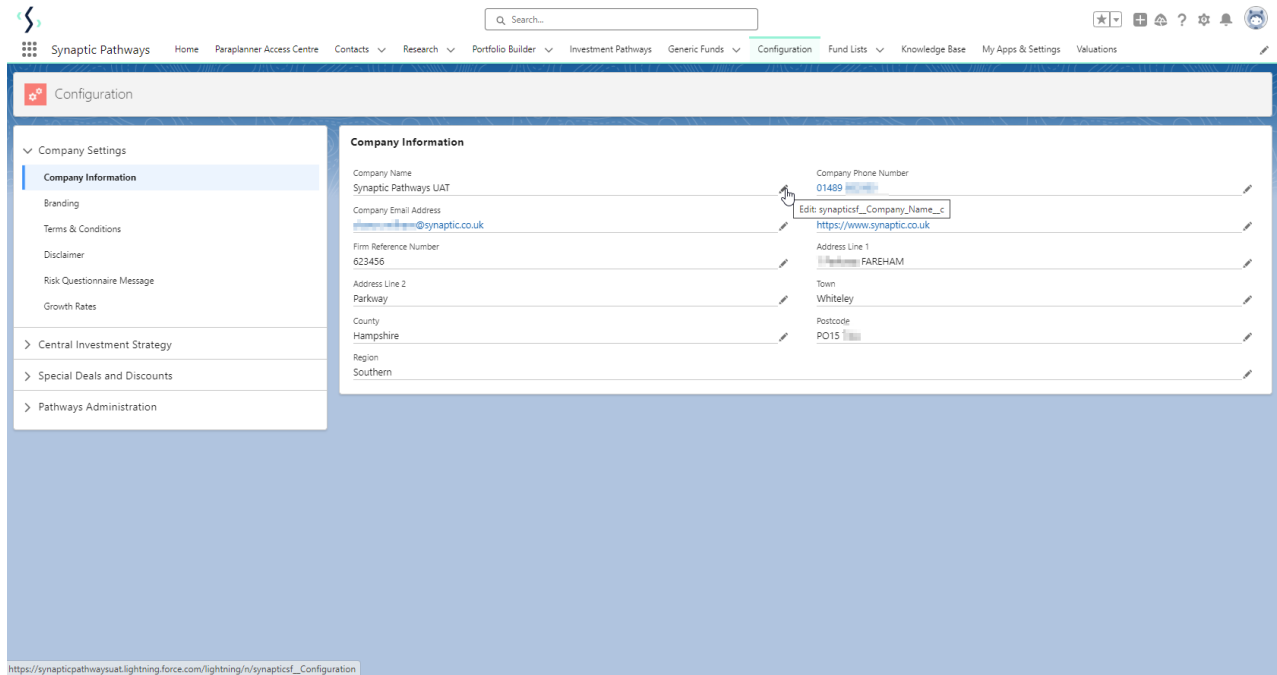 Search...
Synaptic Pathways Home Paraplanner Access Centre Contacts Research Portfolio Builder Investment Pathways Generic Funds Configuration Fund Lists Knowledge Base My Apps & Settings Valuations
Configuration
Company Settings
Company Information
Branding
Terms & Conditions
Disclaimer
Risk Questionnaire Message
Growth Rates
Central Investment Strategy
Special Deals and Discounts
Pathways Administration
Company Information
Company Name
Synaptic Pathways UAT
Company Phone Number
01489
Edit: synapticsf__Company_Name__c
Company Email Address
@synaptic.co.uk
https://www.synaptic.co.uk
Firm Reference Number
623456
Address Line 1
FAREHAM
Address Line 2
Parkway
Town
Whiteley
County
Hampshire
Postcode
PO15
Region
Southern
https://synapticpathwaysuat.lightning.force.com/lightning/n/synapticsf__Configuration